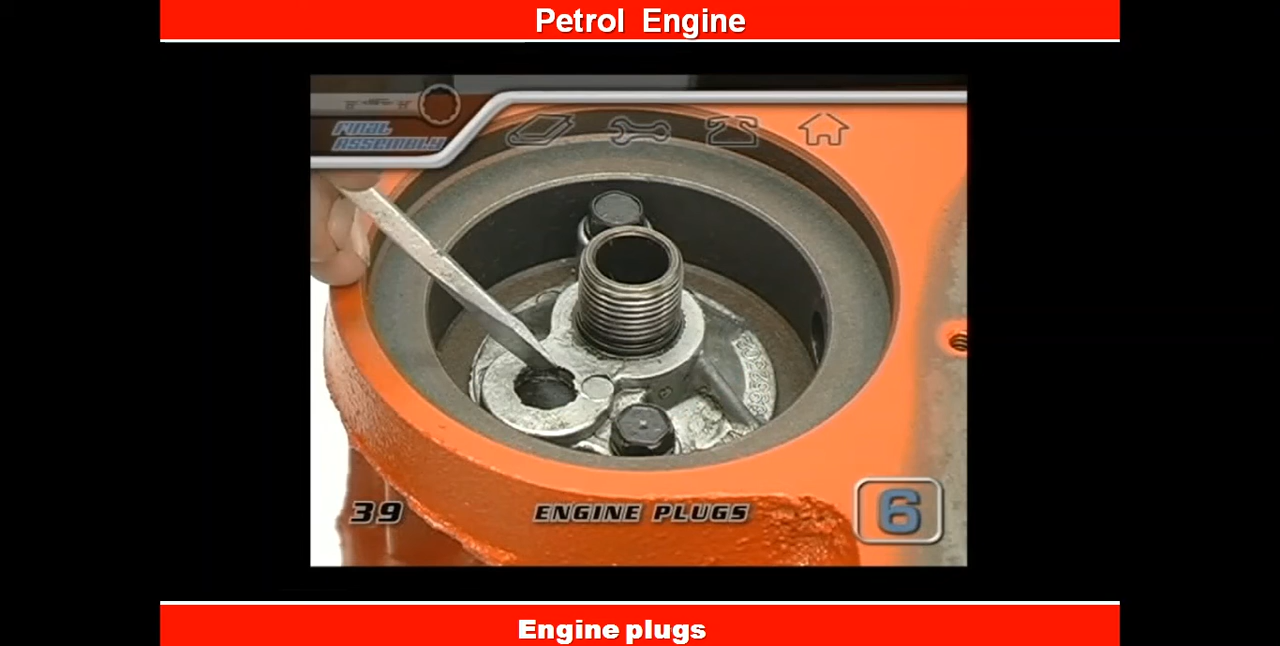 Petrol Engine
FINAL
ASSEMBLY
39
ENGINE PLUGS
6
Engine plugs